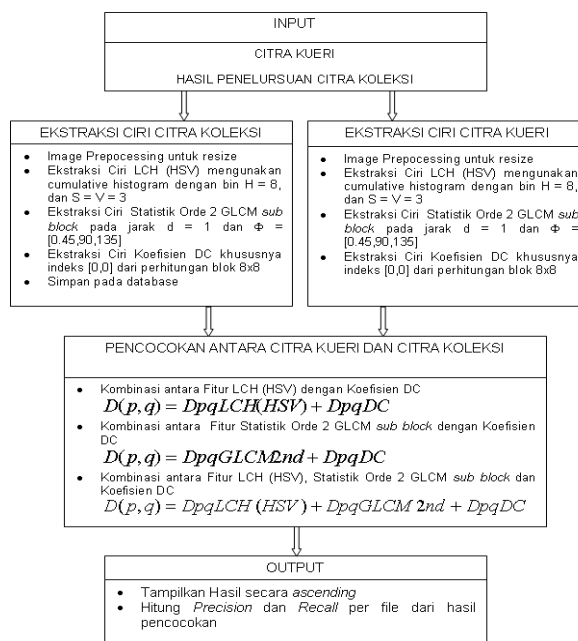 INPUT
CITRA KUERI
HASIL PENELURSUAN CITRA KOLEKSI
EKSTRAKSI CIRI CITRA KOLEKSI
• Image Prepocessing untuk resize
• Ekstraksi Ciri LCH (HSV) mengunakan
cumulative histogram dengan bin H = 8,
dan S = V = 3
• Ekstraksi Ciri Statistik Orde 2 GLCM sub
block pada jarak d = 1 dan Φ =
[0.45,90,135]
• Ekstraksi Ciri Koefisien DC khususnya
indeks [0,0] dari perhitungan blok 8x8
• Simpan pada database
EKSTRAKSI CIRI CITRA KUERI
• Image Prepocessing untuk resize
• Ekstraksi Ciri LCH (HSV) mengunakan
cumulative histogram dengan bin H = 8,
dan S = V = 3
• Ekstraksi Ciri Statistik Orde 2 GLCM sub
block pada jarak d = 1 dan Φ =
[0.45,90,135]
• Ekstraksi Ciri Koefisien DC khususnya
indeks [0,0] dari perhitungan blok 8x8
PENCOCOKAN ANTARA CITRA KUERI DAN CITRA KOLEKSI
• Kombinasi antara Fitur LCH (HSV) dengan Koefisien DC
D(p,q) = DpqLCH(HSV) + DpqDC
• Kombinasi antara Fitur Statistik Orde 2 GLCM sub block dengan Koefisien
DC
D(p,q) = DpqGLCM2nd + DpqDC
• Kombinasi antara Fitur LCH (HSV), Statistik Orde 2 GLCM sub block dan
Koefisien DC
D(p,q) = DpqLCH (HSV) + DpqGLCM 2nd + DpqDC
OUTPUT
• Tampilkan Hasil secara ascending
• Hitung Precision dan Recall per file dari hasil
pencocokan